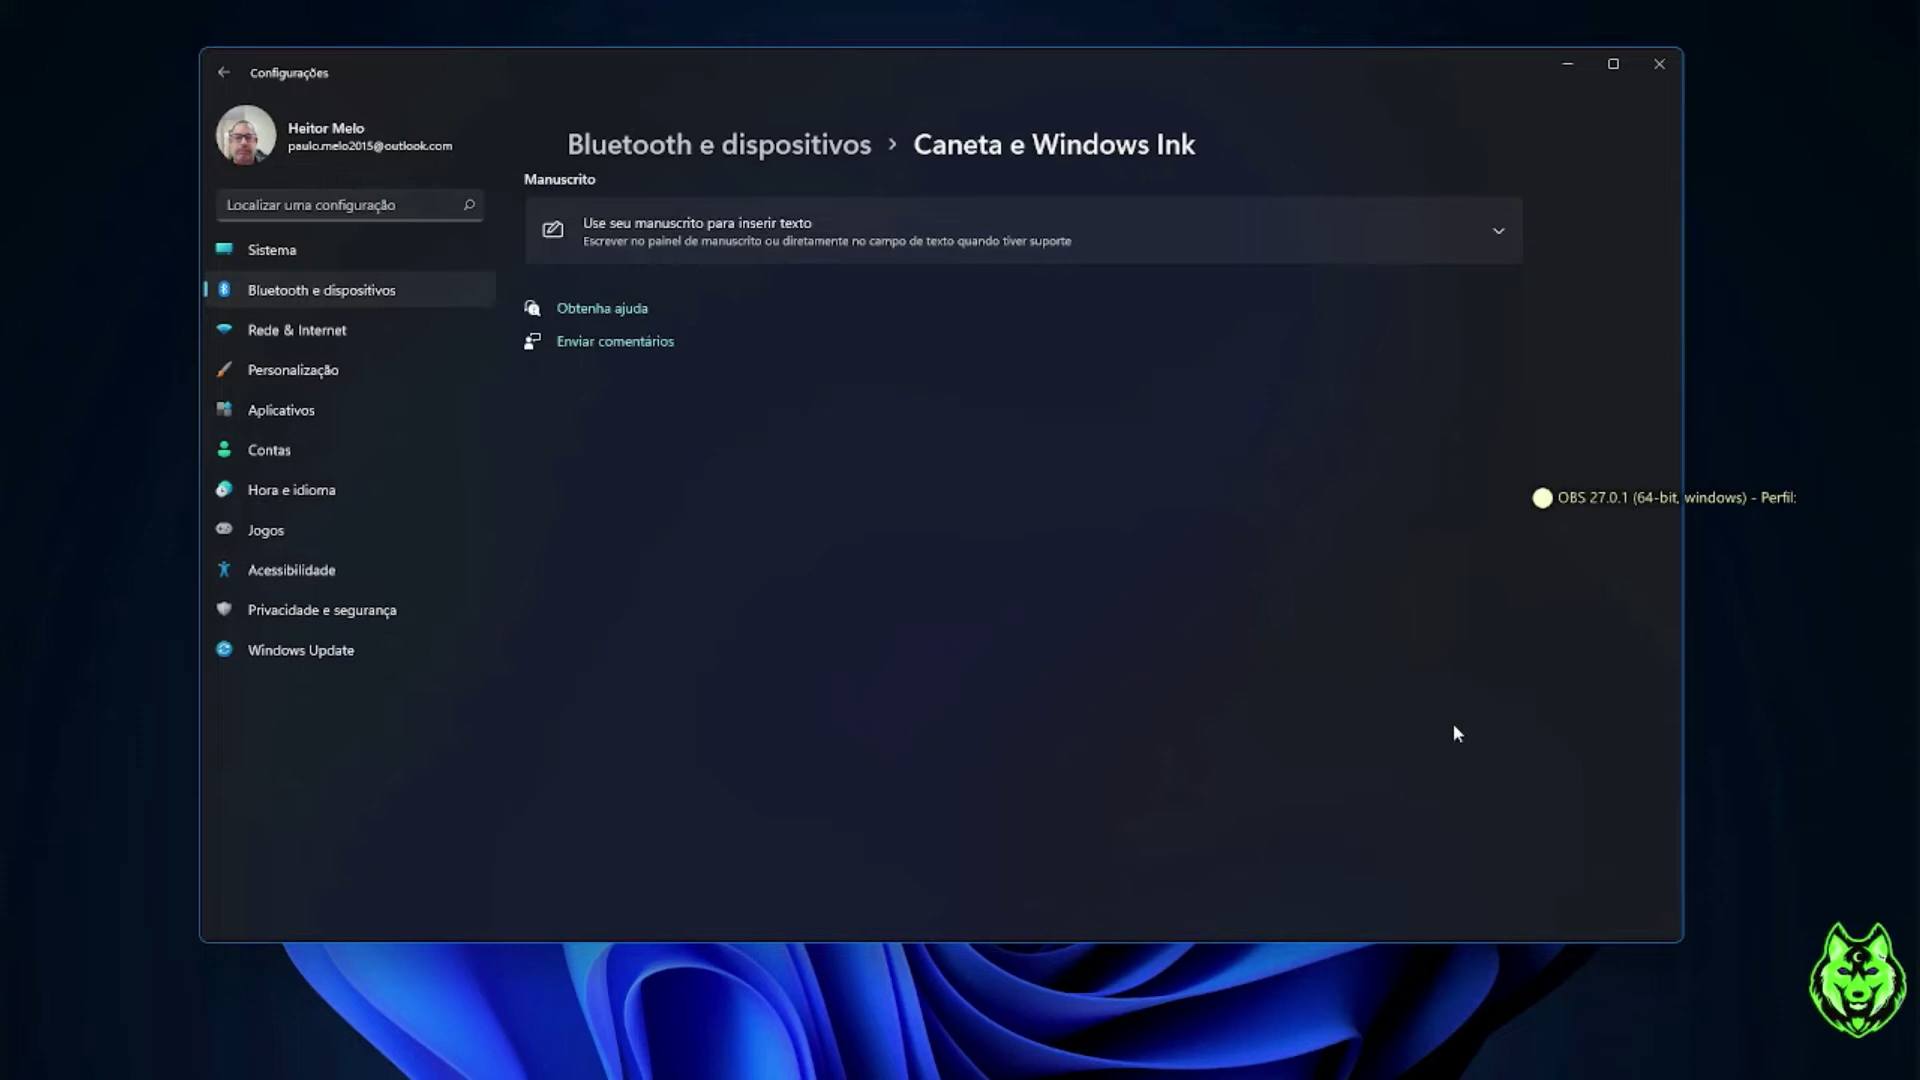 Configurações
Heitor Melo
paulo.melo2015@outlook.com
Localizar uma configuração
Sistema
Bluetooth e dispositivos
Rede & Internet
Personalização
Aplicativos
Contas
Hora e idioma
Jogos
Acessibilidade
Privacidade e segurança
Windows Update
Bluetooth e dispositivos > Caneta e Windows Ink
Manuscrito
Use seu manuscrito para inserir texto
Escrever no painel de manuscrito ou diretamente no campo de texto quando tiver suporte
Obtenha ajuda
Enviar comentários
OBS 27.0.1 (64-bit, windows) - Perfil: